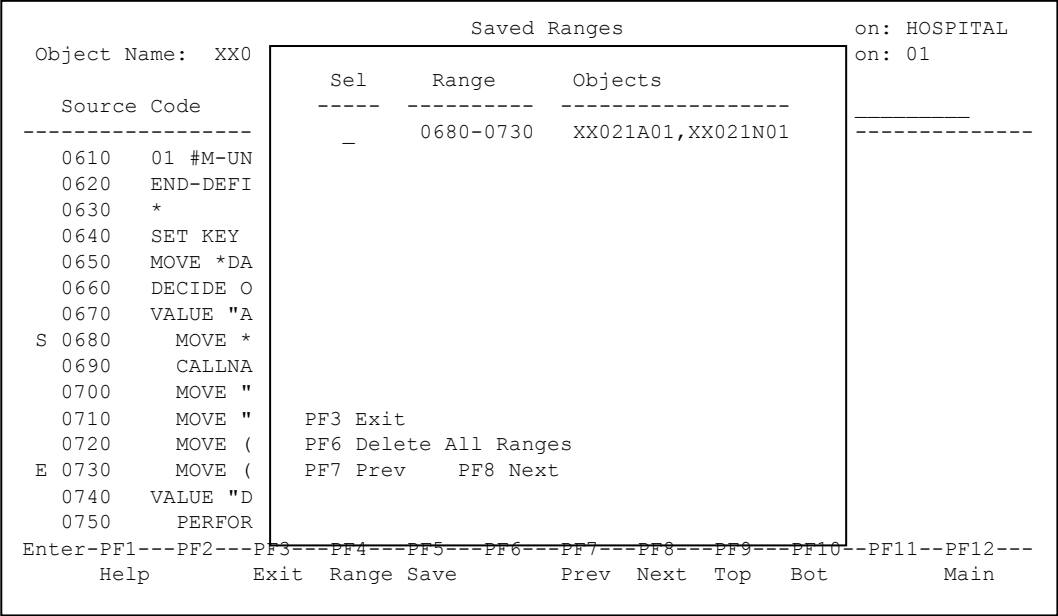 Saved Ranges on: HOSPITAL
Object Name: XX0 on: 01
Sel Range Objects
Source Code ----- ---------- ------------------ _________
------------------ _ 0680-0730 XX021A01,XX021N01 --------------
0610 01 #M-UN
0620 END-DEFI
0630 *
0640 SET KEY
0650 MOVE *DA
0660 DECIDE O
0670 VALUE "A
S 0680 MOVE *
0690 CALLNA
0700 MOVE "
0710 MOVE " PF3 Exit
0720 MOVE ( PF6 Delete All Ranges
E 0730 MOVE ( PF7 Prev PF8 Next
0740 VALUE "D
0750 PERFOR
Enter-PF1---PF2---PF3---PF4---PF5---PF6---PF7---PF8---PF9---PF10--PF11--PF12---
Help Exit Range Save Prev Next Top Bot Main